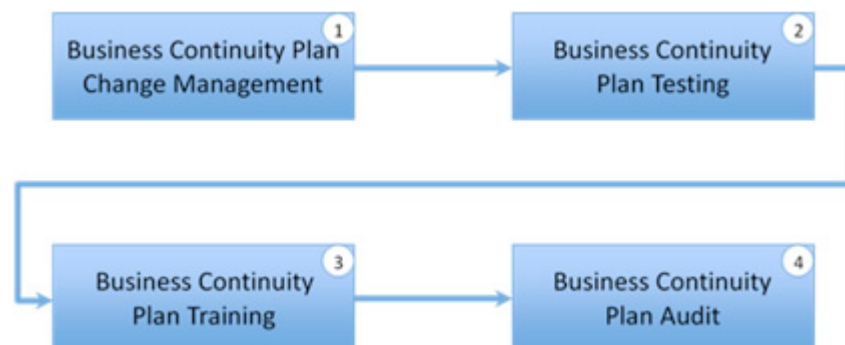 1
Business Continuity Plan
Change Management
2
Business Continuity
Plan Testing
3
Business Continuity
Plan Training
4
Business Continuity
Plan Audit